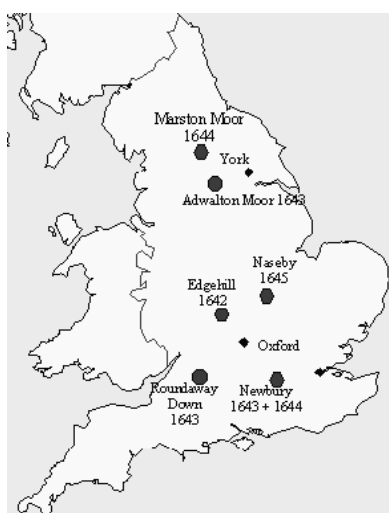 Marston Moor
1644
York
Adwalton Moor 1643
Naseby
1645
Edgehill
1642
Oxford
Roundaway
Down
1643
Newbury
1643 + 1644